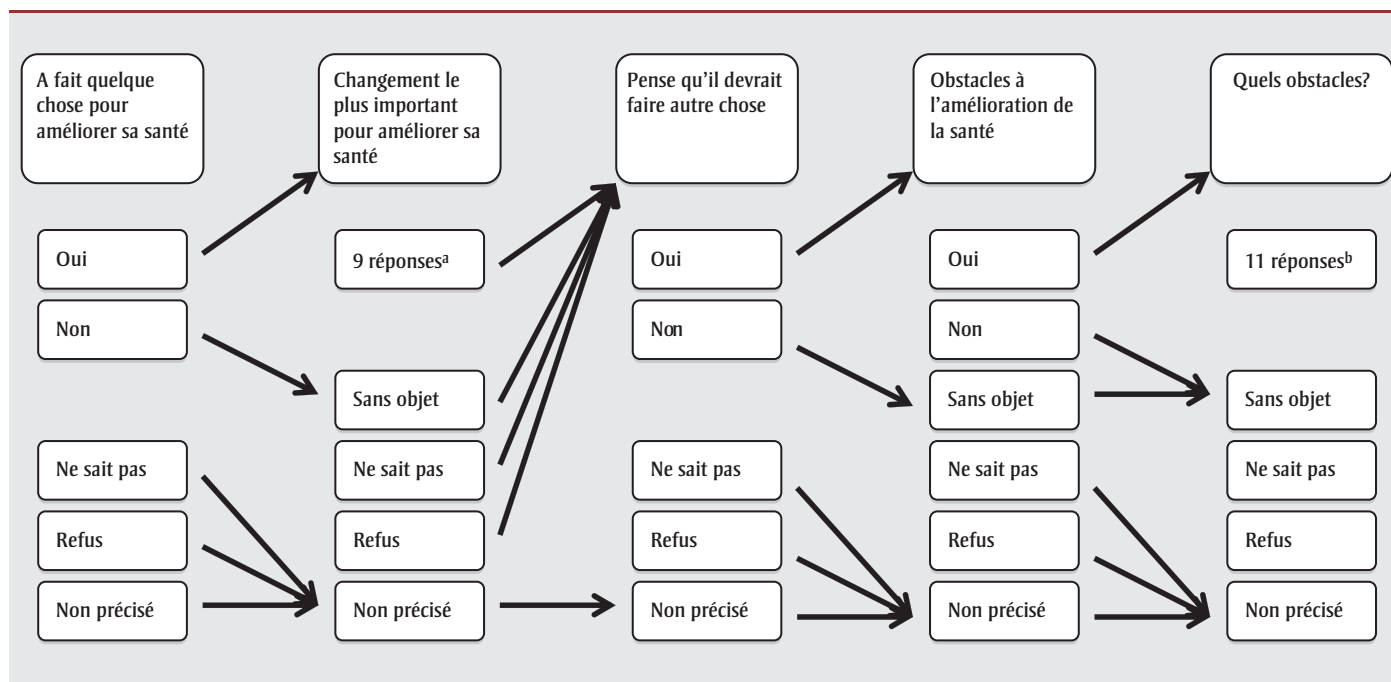 A fait quelque
chose pour
améliorer sa santé
Changement le
plus important
pour améliorer sa
santé
Pense qu'il devrait
faire autre chose
Obstacles à
l'amélioration de
la santé
Quels obstacles?
Oui
9 réponsesa
Oui
Oui
11 réponsesb
Non
Non
Non
Sans objet
Sans objet
Sans objet
Ne sait pas
Ne sait pas
Ne sait pas
Ne sait pas
Ne sait pas
Refus
Refus
Refus
Refus
Refus
Non précisé
Non précisé
Non précisé
Non précisé
Non précisé